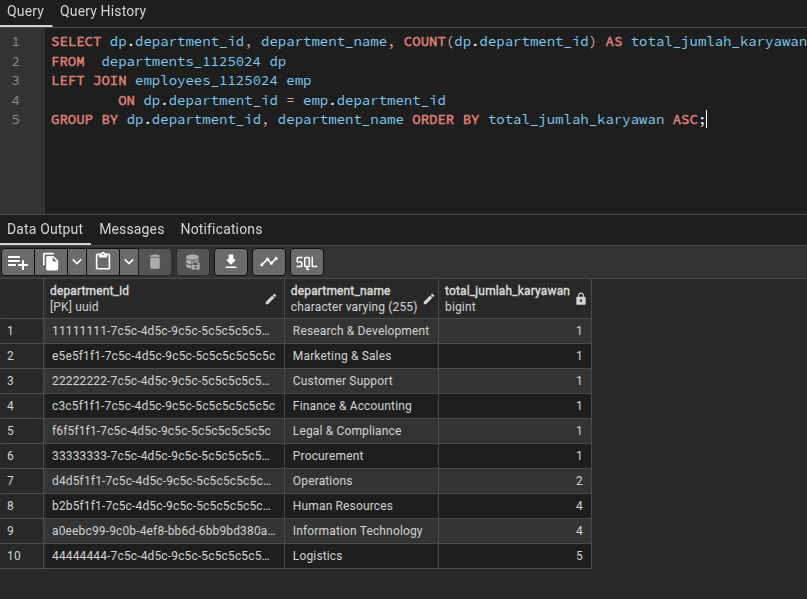 Query Query History
1 SELECT dp.department_id, department_name, COUNT(dp.department_id) AS total_jumlah_karyawan
2 FROM departments_1125024 dp
3 LEFT JOIN employees_1125024 emp
4 ON dp.department_id = emp.department_id
5 GROUP BY dp.department_id, department_name ORDER BY total_jumlah_karyawan ASC;
Data Output Messages Notifications
SQL
department_id department_name total_jumlah_karyawan
[PK] uuid character varying (255) bigint
1 11111111-7c5c-4d5c-9c5c-5c5c5c5c5... Research & Development 1
2 e5e5f1f1-7c5c-4d5c-9c5c-5c5c5c5c5c5c Marketing & Sales 1
3 22222222-7c5c-4d5c-9c5c-5c5c5c5c5... Customer Support 1
4 c3c5f1f1-7c5c-4d5c-9c5c-5c5c5c5c5c5c Finance & Accounting 1
5 f6f5f1f1-7c5c-4d5c-9c5c-5c5c5c5c5c5c Legal & Compliance 1
6 33333333-7c5c-4d5c-9c5c-5c5c5c5c5... Procurement 1
7 d4d5f1f1-7c5c-4d5c-9c5c-5c5c5c5c5c... Operations 2
8 b2b5f1f1-7c5c-4d5c-9c5c-5c5c5c5c5c... Human Resources 4
9 a0eebc99-9c0b-4ef8-bb6d-6bb9bd380a... Information Technology 4
10 44444444-7c5c-4d5c-9c5c-5c5c5c5c5... Logistics 5